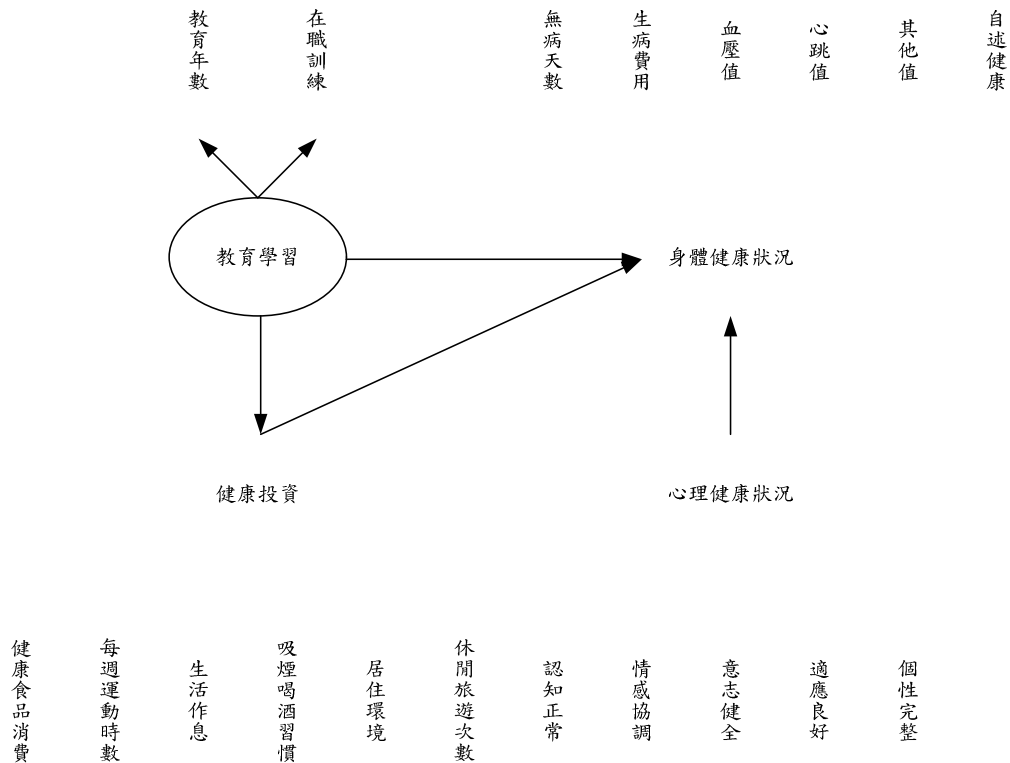 教育年數
在職訓練
無病天數
生病費用
血壓值
心跳值
其他值
自述健康
教育學習
身體健康狀況
健康投資
心理健康狀況
健康食品消費
每週運動時數
生活作息
吸煙喝酒習慣
居住環境
休閒旅遊次數
認知正常
情感協調
意志健全
適應良好
個性完整